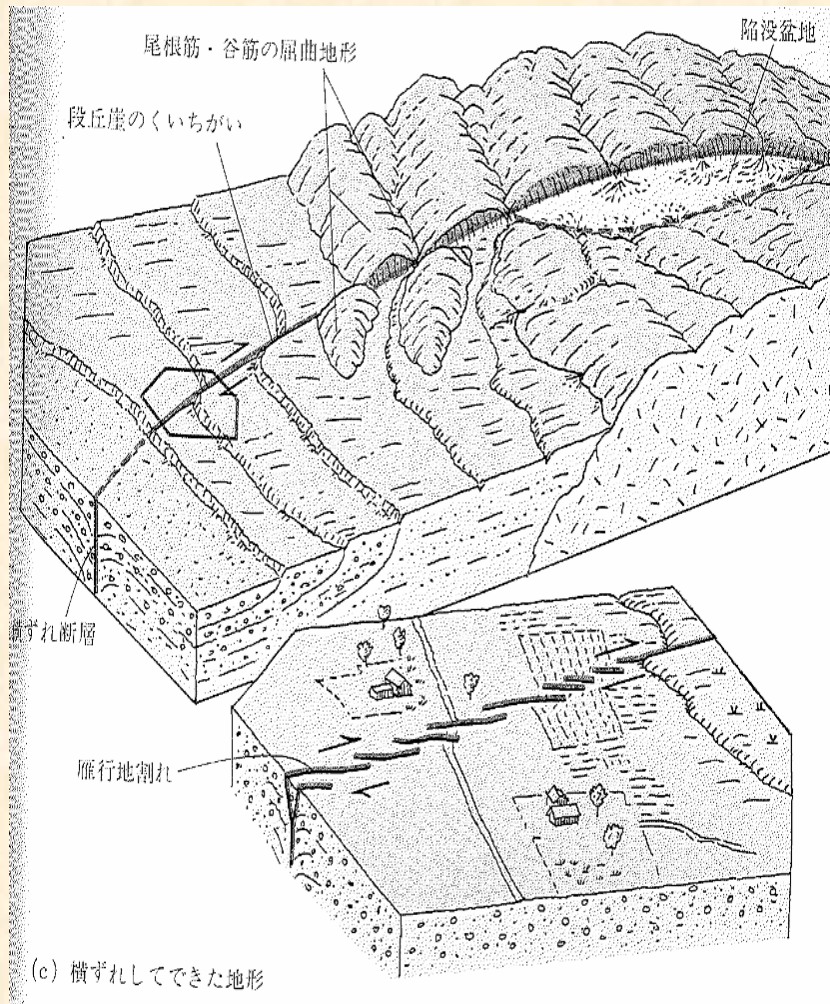 陥没盆地
尾根筋・谷筋の屈曲地形
段丘崖のくいちがい
横ずれ断層
雁行地割れ
(c) 横ずれしてできた地形